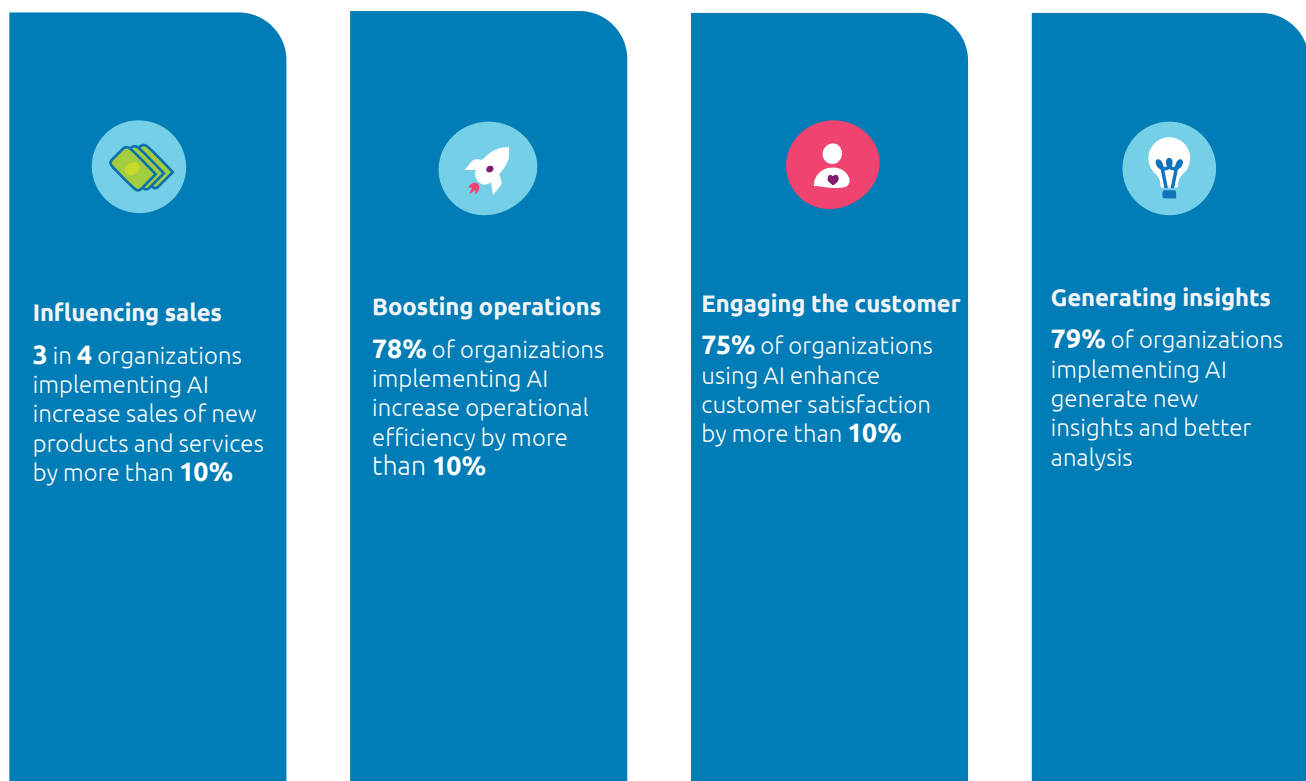 Influencing sales
3 in 4 organizations
implementing AI
increase sales of new
products and services
by more than 10%
Boosting operations
78% of organizations
implementing AI
increase operational
efficiency by more
than 10%
Engaging the customer
75% of organizations
using AI enhance
customer satisfaction
by more than 10%
Generating insights
79% of organizations
implementing AI
generate new
insights and better
analysis